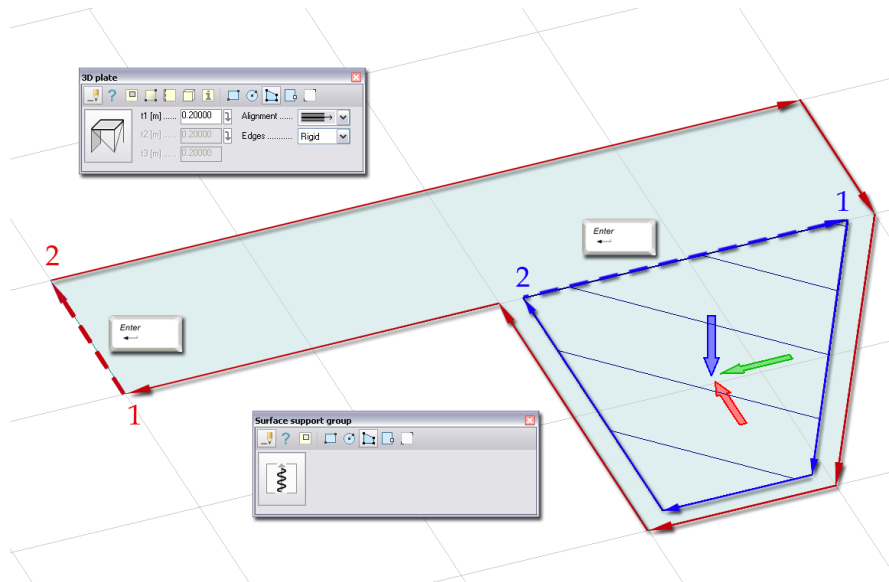 3D plate
t1 [m] ..... 0.20000 Alignment .....
t2 [m] ..... 0.20000 Edges .......... Rigid
t3 [m] ..... 0.20000
1
Enter
2
2
Enter
1
Surface support group